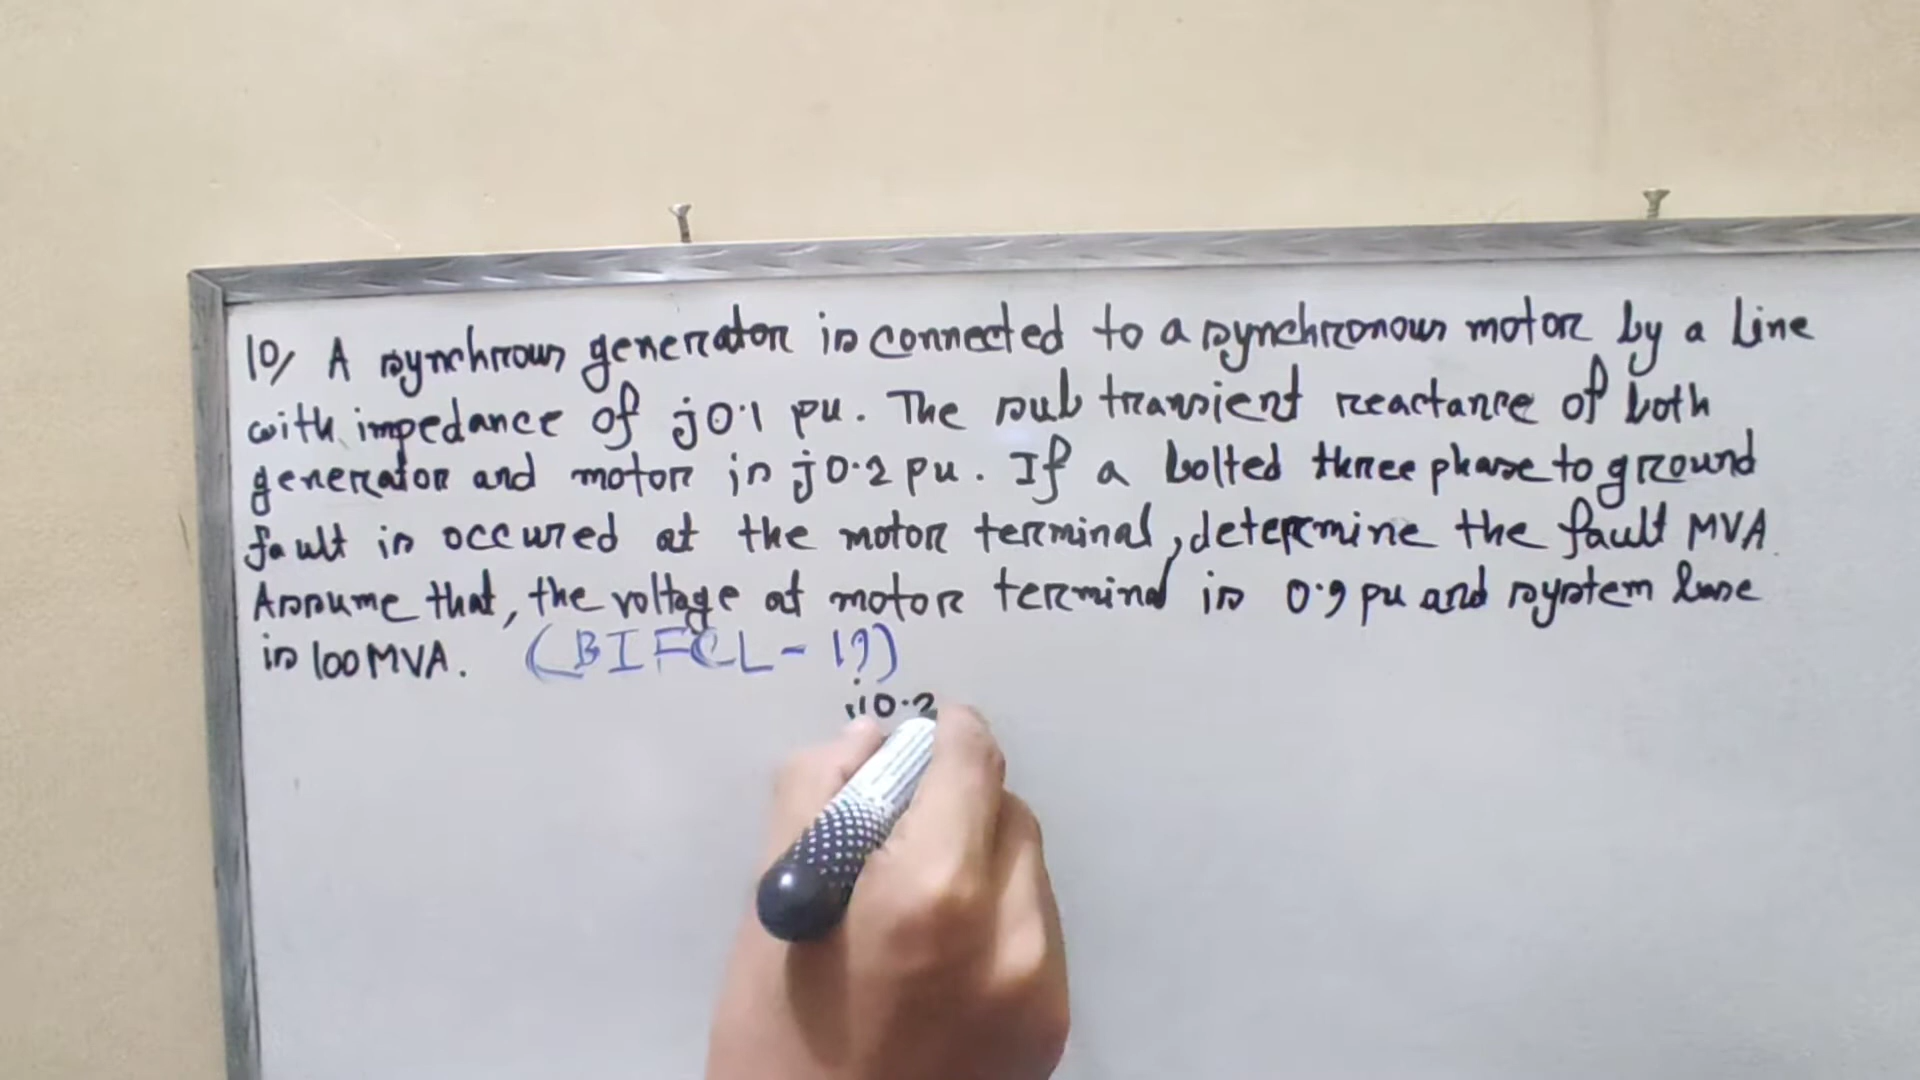 10/ A synchrous generator is connected to a synchronous motor by a line
with impedance of j0.1 pu. The sub transient reactance of both
generator and motor is j0.2 pu. If a bolted three phase to ground
fault is occured at the motor terminal, determine the fault MVA.
Assume that, the voltage at motor terminal is 0.9 pu and system base
is 100 MVA. (BIFCL-19)
j0.2